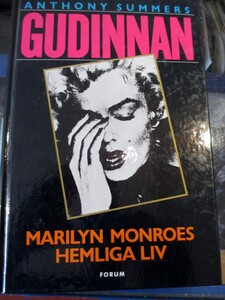 ANTHONY SUMMERS
GUDINNAN
MARILYN MONROES
HEMLIGA LIV
FORUM